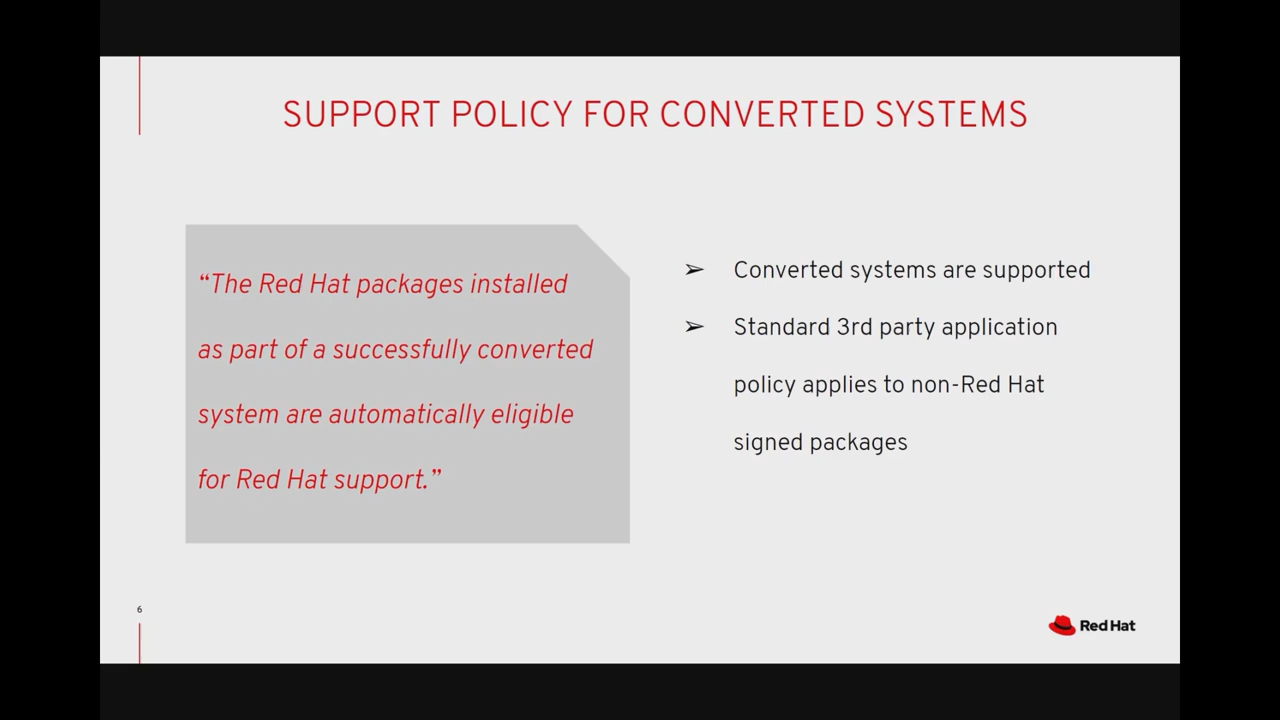 SUPPORT POLICY FOR CONVERTED SYSTEMS
“The Red Hat packages installed
as part of a successfully converted
system are automatically eligible
for Red Hat support.”
➢ Converted systems are supported
➢ Standard 3rd party application
policy applies to non-Red Hat
signed packages
6
Red Hat